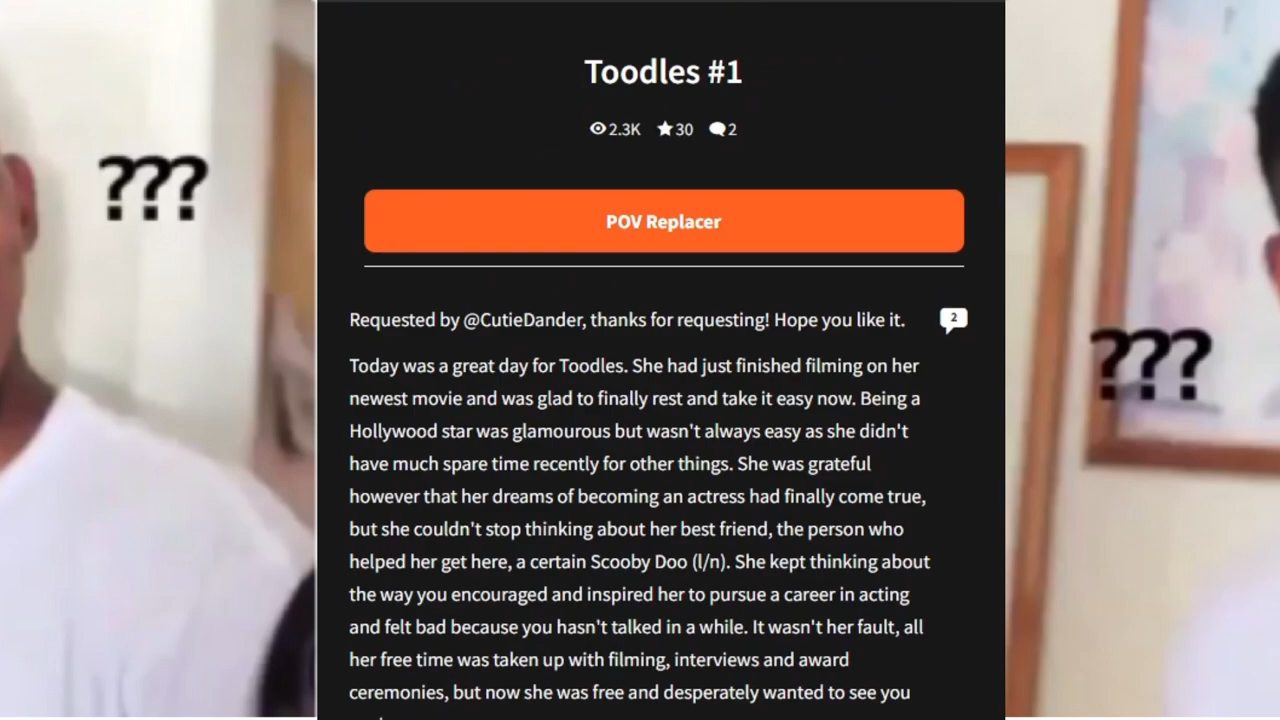 Toodles #1
2.3K 30 2
???
POV Replacer
Requested by @CutieDander, thanks for requesting! Hope you like it.
2
Today was a great day for Toodles. She had just finished filming on her
newest movie and was glad to finally rest and take it easy now. Being a
Hollywood star was glamourous but wasn't always easy as she didn't
have much spare time recently for other things. She was grateful
however that her dreams of becoming an actress had finally come true,
but she couldn't stop thinking about her best friend, the person who
helped her get here, a certain Scooby Doo (l/n). She kept thinking about
the way you encouraged and inspired her to pursue a career in acting
and felt bad because you hasn't talked in a while. It wasn't her fault, all
her free time was taken up with filming, interviews and award
ceremonies, but now she was free and desperately wanted to see you
???